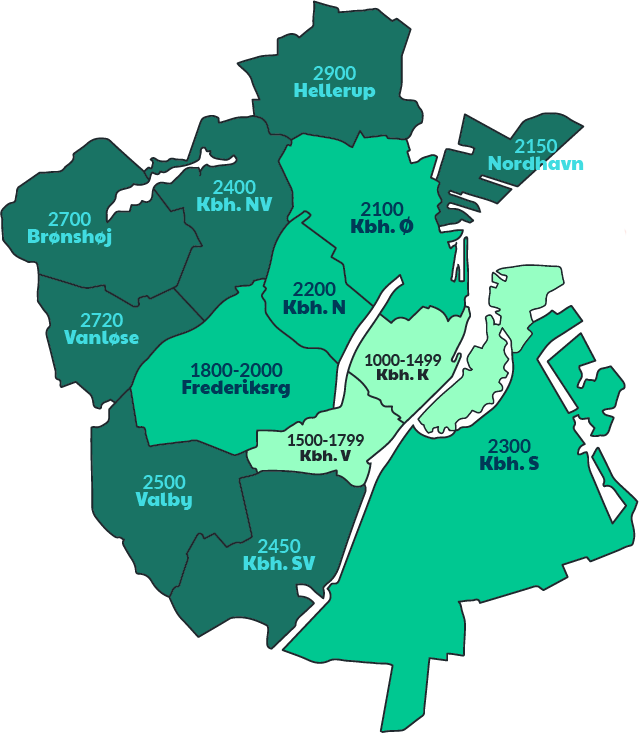 2900
Hellerup
2150
Nordhavn
2400
Kbh. NV
2100
Kbh. Ø
2700
Brønshøj
2200
Kbh. N
2720
Vanløse
1000-1499
Kbh. K
1800-2000
Frederiksrg
1500-1799
Kbh. V
2300
Kbh. S
2500
Valby
2450
Kbh. SV